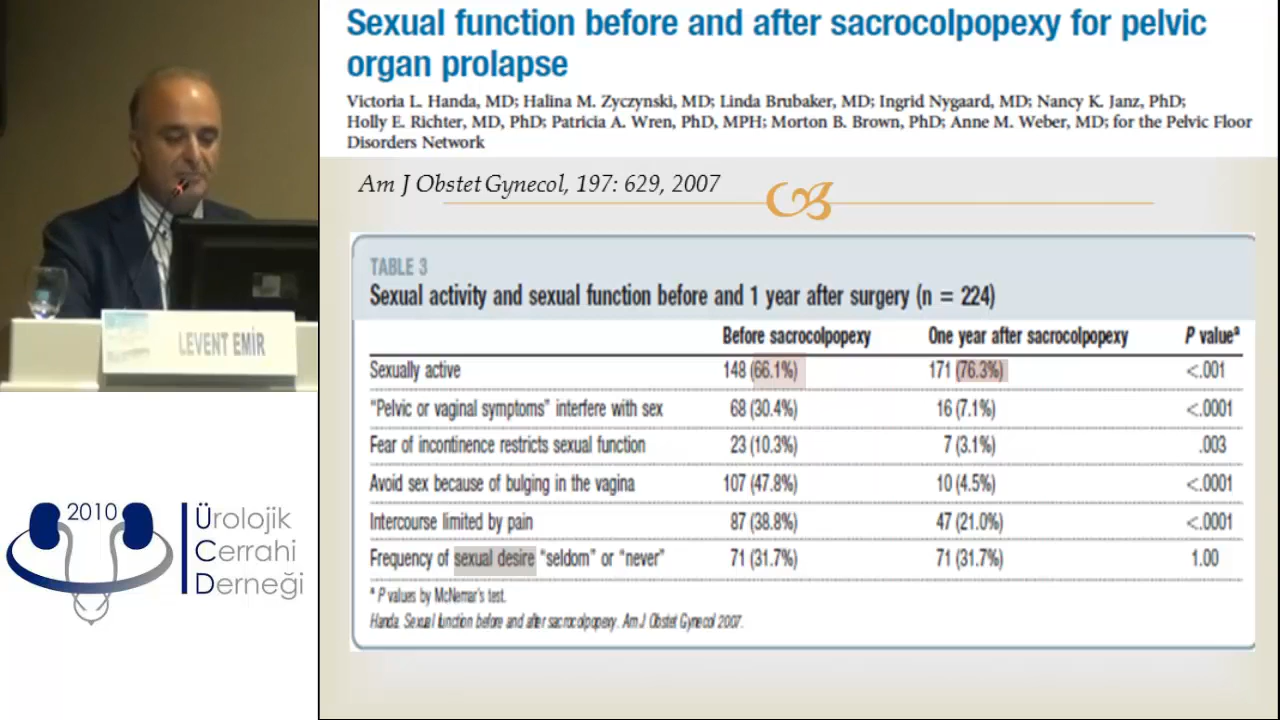 Sexual function before and after sacrocolpopexy for pelvic
organ prolapse
Victoria L. Handa, MD; Halina M. Zyczynski, MD; Linda Brubaker, MD; Ingrid Nygaard, MD; Nancy K. Janz, PhD;
Holly E. Richter, MD, PhD; Patricia A. Wren, PhD, MPH; Morton B. Brown, PhD; Anne M. Weber, MD; for the Pelvic Floor
Disorders Network
Am J Obstet Gynecol, 197: 629, 2007
TABLE 3
Sexual activity and sexual function before and 1 year after surgery (n = 224)
Before sacrocolpopexy One year after sacrocolpopexy P valueª
Sexually active 148 (66.1%) 171 (76.3%) <.001
"Pelvic or vaginal symptoms" interfere with sex 68 (30.4%) 16 (7.1%) <.0001
Fear of incontinence restricts sexual function 23 (10.3%) 7 (3.1%) .003
Avoid sex because of bulging in the vagina 107 (47.8%) 10 (4.5%) <.0001
Intercourse limited by pain 87 (38.8%) 47 (21.0%) <.0001
Frequency of sexual desire "seldom" or "never" 71 (31.7%) 71 (31.7%) 1.00
ª P values by McNemar's test.
Handa. Sexual function before and after sacrocolpopexy. Am J Obstet Gynecol 2007.
LEVENT EMİR
2010
Ürolojik
Cerrahi
Derneği